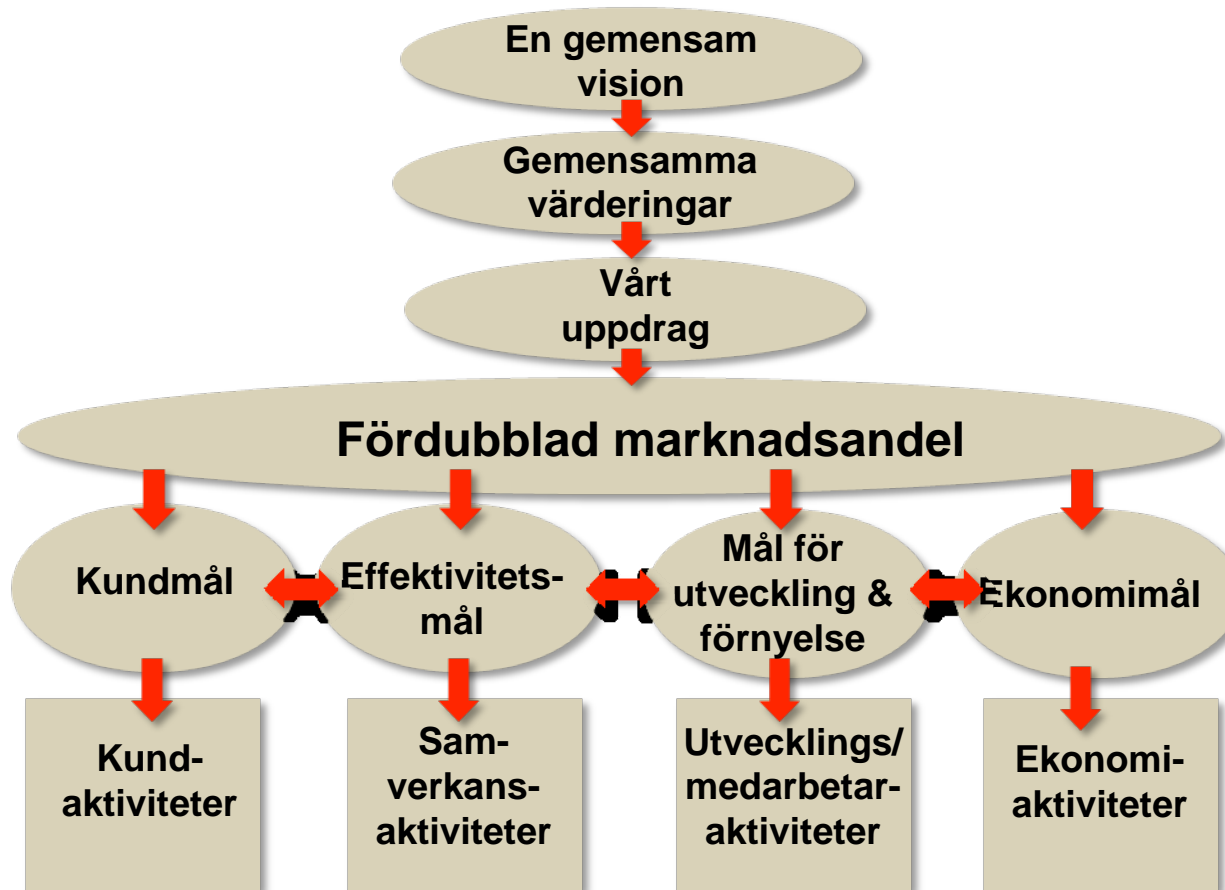 En gemensam
vision
Gemensamma
värderingar
Vårt
uppdrag
Fördubblad marknadsandel
Kundmål
Effektivitets-
mål
Mål för
utveckling &
förnyelse
Ekonomimål
Kund-
aktiviteter
Sam-
verkans-
aktiviteter
Utvecklings/
medarbetar-
aktiviteter
Ekonomi-
aktiviteter